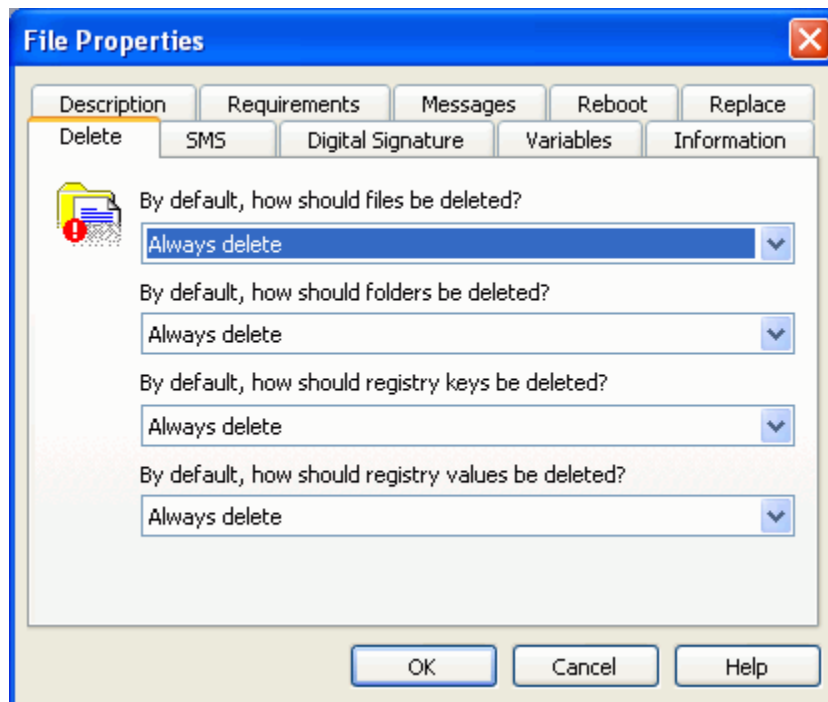 File Properties
Description Requirements Messages Reboot Replace
Delete SMS Digital Signature Variables Information
By default, how should files be deleted?
Always delete
By default, how should folders be deleted?
Always delete
By default, how should registry keys be deleted?
Always delete
By default, how should registry values be deleted?
Always delete
OK Cancel Help